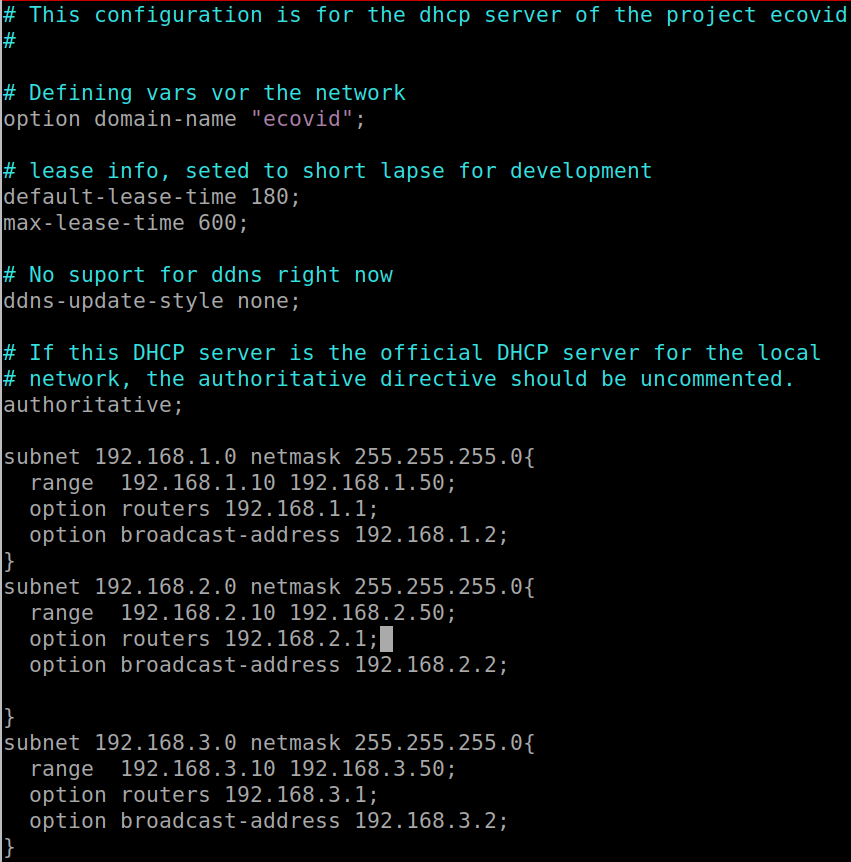 # This configuration is for the dhcp server of the project ecovid
#
# Defining vars vor the network
option domain-name "ecovid";
# lease info, seted to short lapse for development
default-lease-time 180;
max-lease-time 600;
# No suport for ddns right now
ddns-update-style none;
# If this DHCP server is the official DHCP server for the local
# network, the authoritative directive should be uncommented.
authoritative;
subnet 192.168.1.0 netmask 255.255.255.0{
  range  192.168.1.10 192.168.1.50;
  option routers 192.168.1.1;
  option broadcast-address 192.168.1.2;
}
subnet 192.168.2.0 netmask 255.255.255.0{
  range  192.168.2.10 192.168.2.50;
  option routers 192.168.2.1;
  option broadcast-address 192.168.2.2;
}
subnet 192.168.3.0 netmask 255.255.255.0{
  range  192.168.3.10 192.168.3.50;
  option routers 192.168.3.1;
  option broadcast-address 192.168.3.2;
}